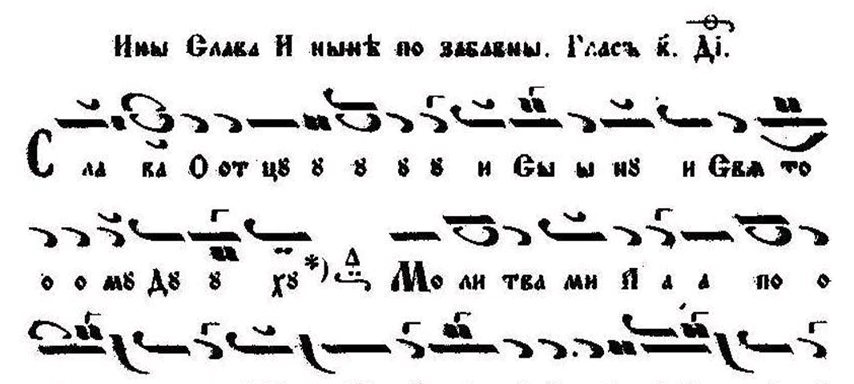 Ины Слава И нынѣ по забавны. Гласъ к҃. Ді.
Сла ва О от цꙋ ꙋ ꙋ ꙋ ꙋ и Сы ы нꙋ и Свѧ то
о о мꙋ Дꙋ ꙋ хꙋ *) Δ Мо ли тва ми Я а а по о